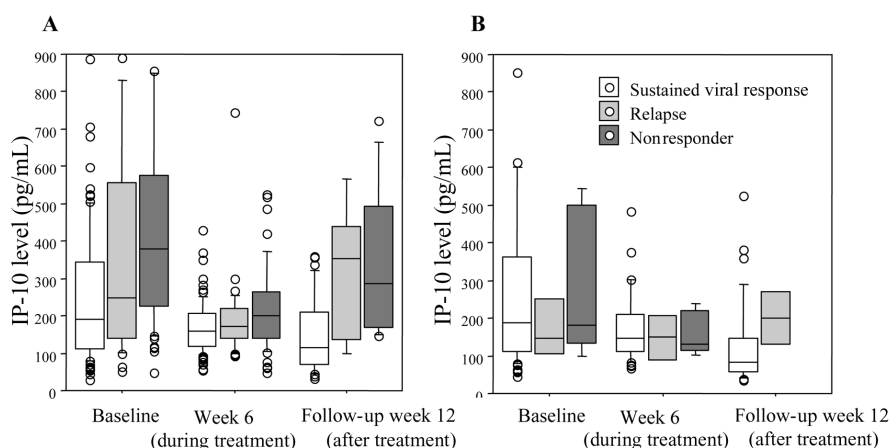 A
B
IP-10 level (pg/mL)
900
800
700
600
500
400
300
200
100
0
Baseline
Week 6
(during treatment)
Follow-up week 12
(after treatment)
IP-10 level (pg/mL)
900
800
700
600
500
400
300
200
100
0
Sustained viral response
Relapse
Nonresponder
Baseline
Week 6
(during treatment)
Follow-up week 12
(after treatment)